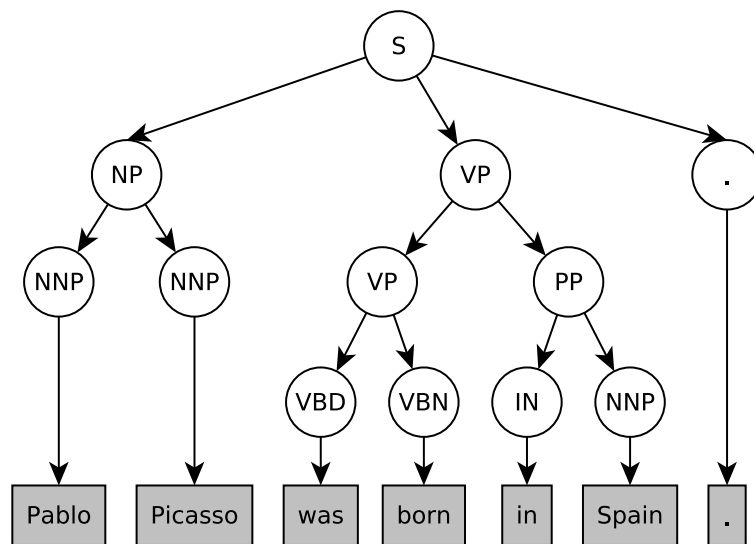 S
NP VP .
NNP NNP VP PP
VBD VBN IN NNP
Pablo Picasso was born in Spain .